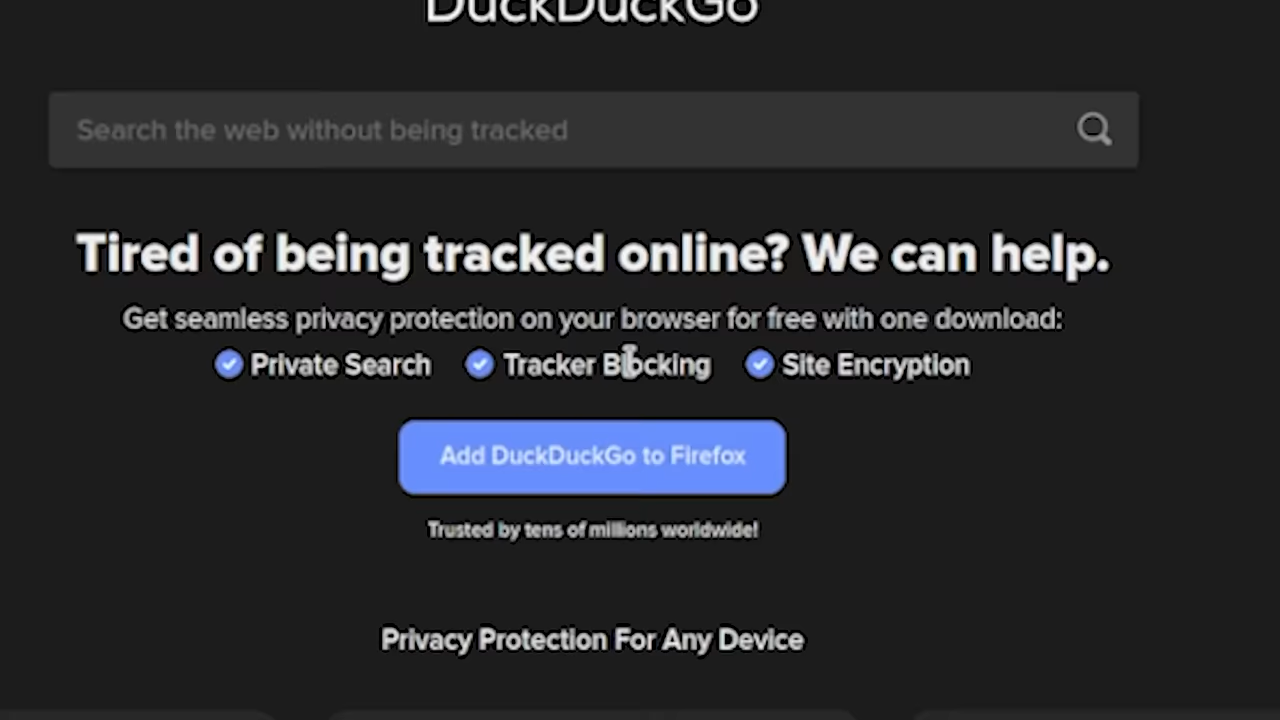 DuckDuckGo
Search the web without being tracked
Tired of being tracked online? We can help.
Get seamless privacy protection on your browser for free with one download:
Private Search Tracker Blocking Site Encryption
Add DuckDuckGo to Firefox
Trusted by tens of millions worldwide!
Privacy Protection For Any Device